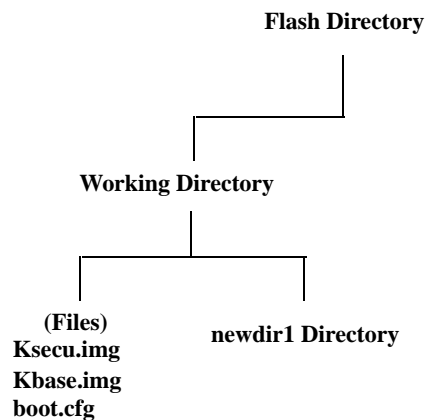 Flash Directory
Working Directory
(Files)
Ksecu.img
Kbase.img
boot.cfg
newdir1 Directory